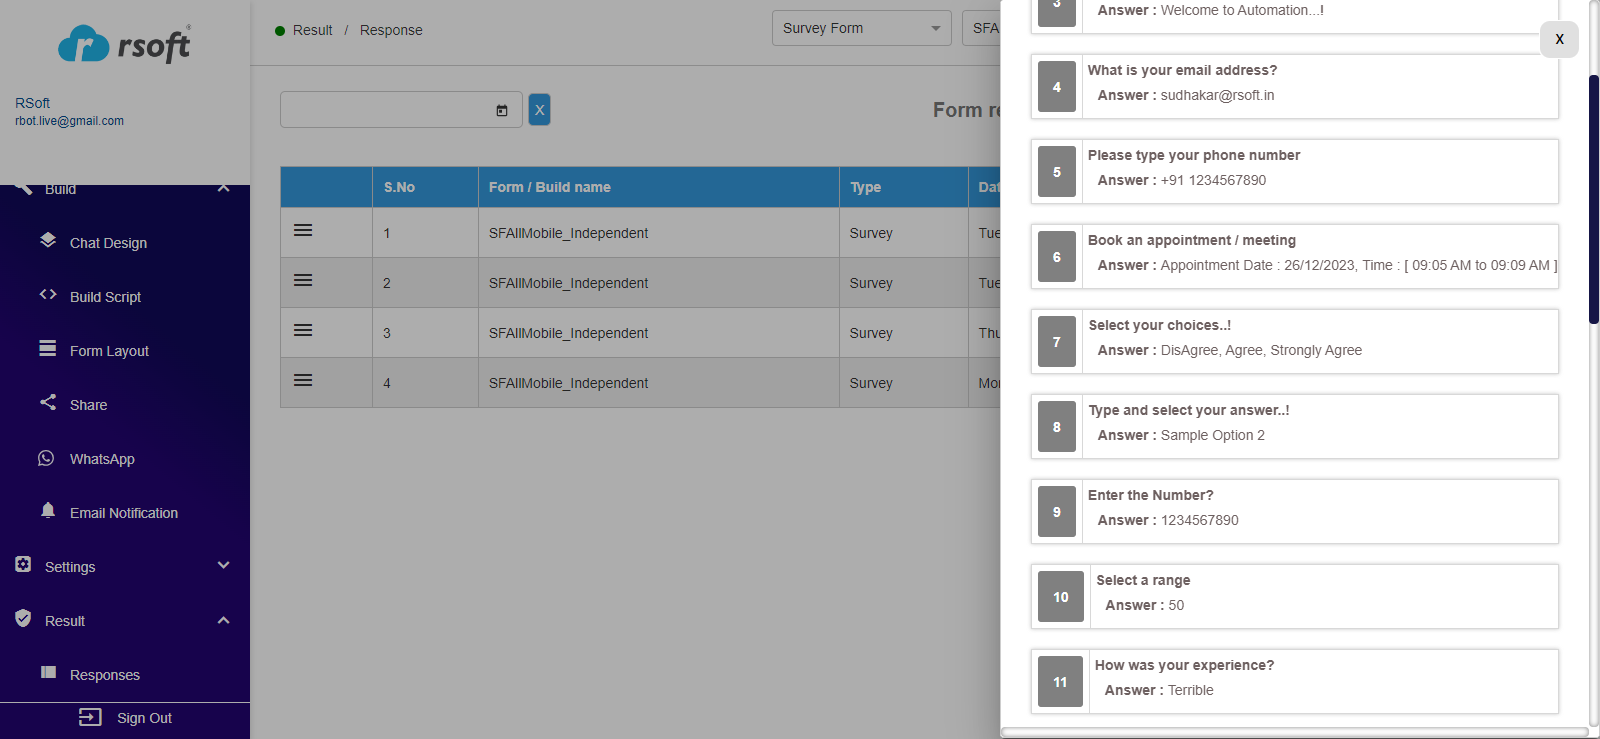 rsoft
RSoft
rbot.live@gmail.com
Build
Chat Design
Build Script
Form Layout
Share
WhatsApp
Email Notification
Settings
Result
Responses
Sign Out
Result / Response
Survey Form
SFA
X
Form re
S.No Form / Build name Type Dat
1 SFAllMobile_Independent Survey Tue
2 SFAllMobile_Independent Survey Tue
3 SFAllMobile_Independent Survey Thu
4 SFAllMobile_Independent Survey Mon
X
3
Answer : Welcome to Automation...!
4
What is your email address?
Answer : sudhakar@rsoft.in
5
Please type your phone number
Answer : +91 1234567890
6
Book an appointment / meeting
Answer : Appointment Date : 26/12/2023, Time : [ 09:05 AM to 09:09 AM ]
7
Select your choices..!
Answer : DisAgree, Agree, Strongly Agree
8
Type and select your answer..!
Answer : Sample Option 2
9
Enter the Number?
Answer : 1234567890
10
Select a range
Answer : 50
11
How was your experience?
Answer : Terrible